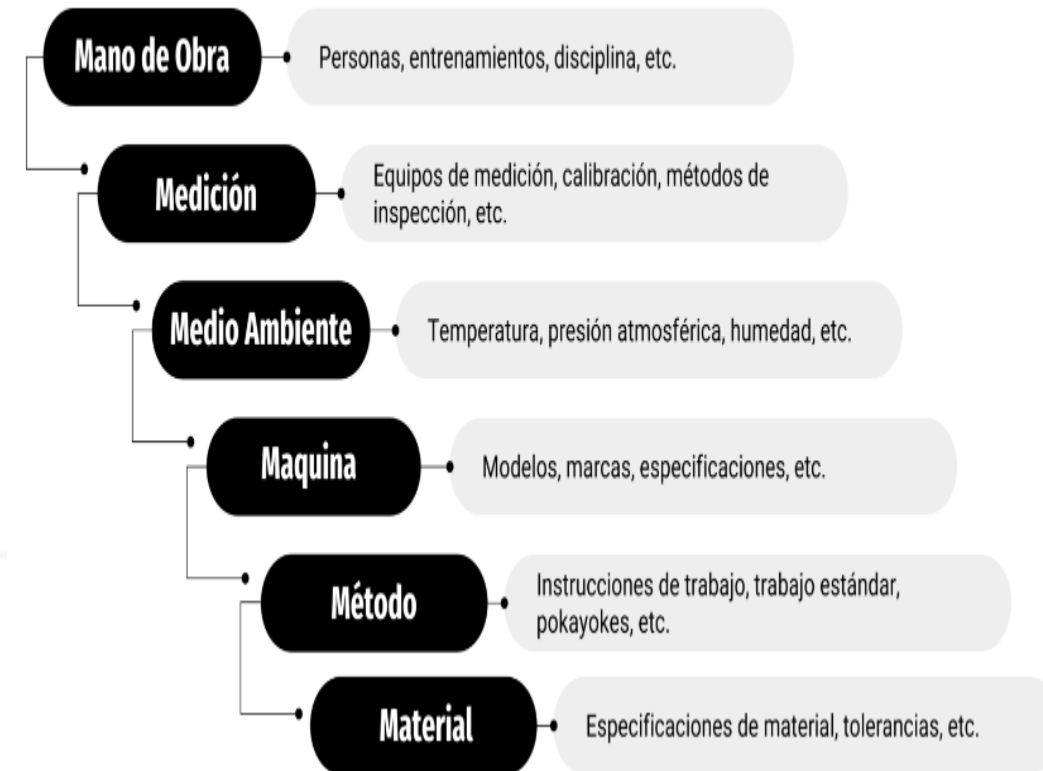 Mano de Obra
Personas, entrenamientos, disciplina, etc.
Medición
Equipos de medición, calibración, métodos de
inspección, etc.
Medio Ambiente
Temperatura, presión atmosférica, humedad, etc.
Maquina
Modelos, marcas, especificaciones, etc.
Método
Instrucciones de trabajo, trabajo estándar,
pokayokes, etc.
Material
Especificaciones de material, tolerancias, etc.